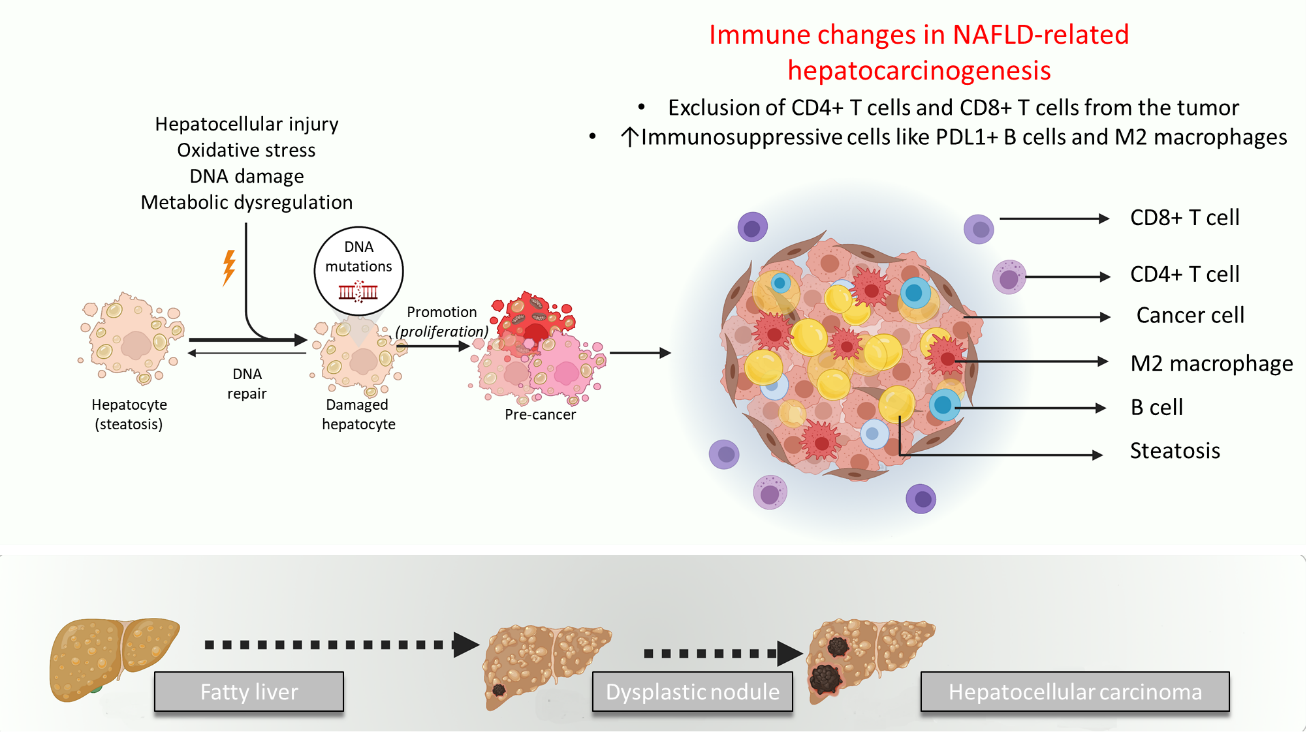 Immune changes in NAFLD-related
hepatocarcinogenesis
• Exclusion of CD4+ T cells and CD8+ T cells from the tumor
• ↑Immunosuppressive cells like PDL1+ B cells and M2 macrophages
Hepatocellular injury
Oxidative stress
DNA damage
Metabolic dysregulation
DNA
mutations
Promotion
(proliferation)
DNA
repair
Hepatocyte
(steatosis)
Damaged
hepatocyte
Pre-cancer
CD8+ T cell
CD4+ T cell
Cancer cell
M2 macrophage
B cell
Steatosis
Fatty liver
Dysplastic nodule
Hepatocellular carcinoma